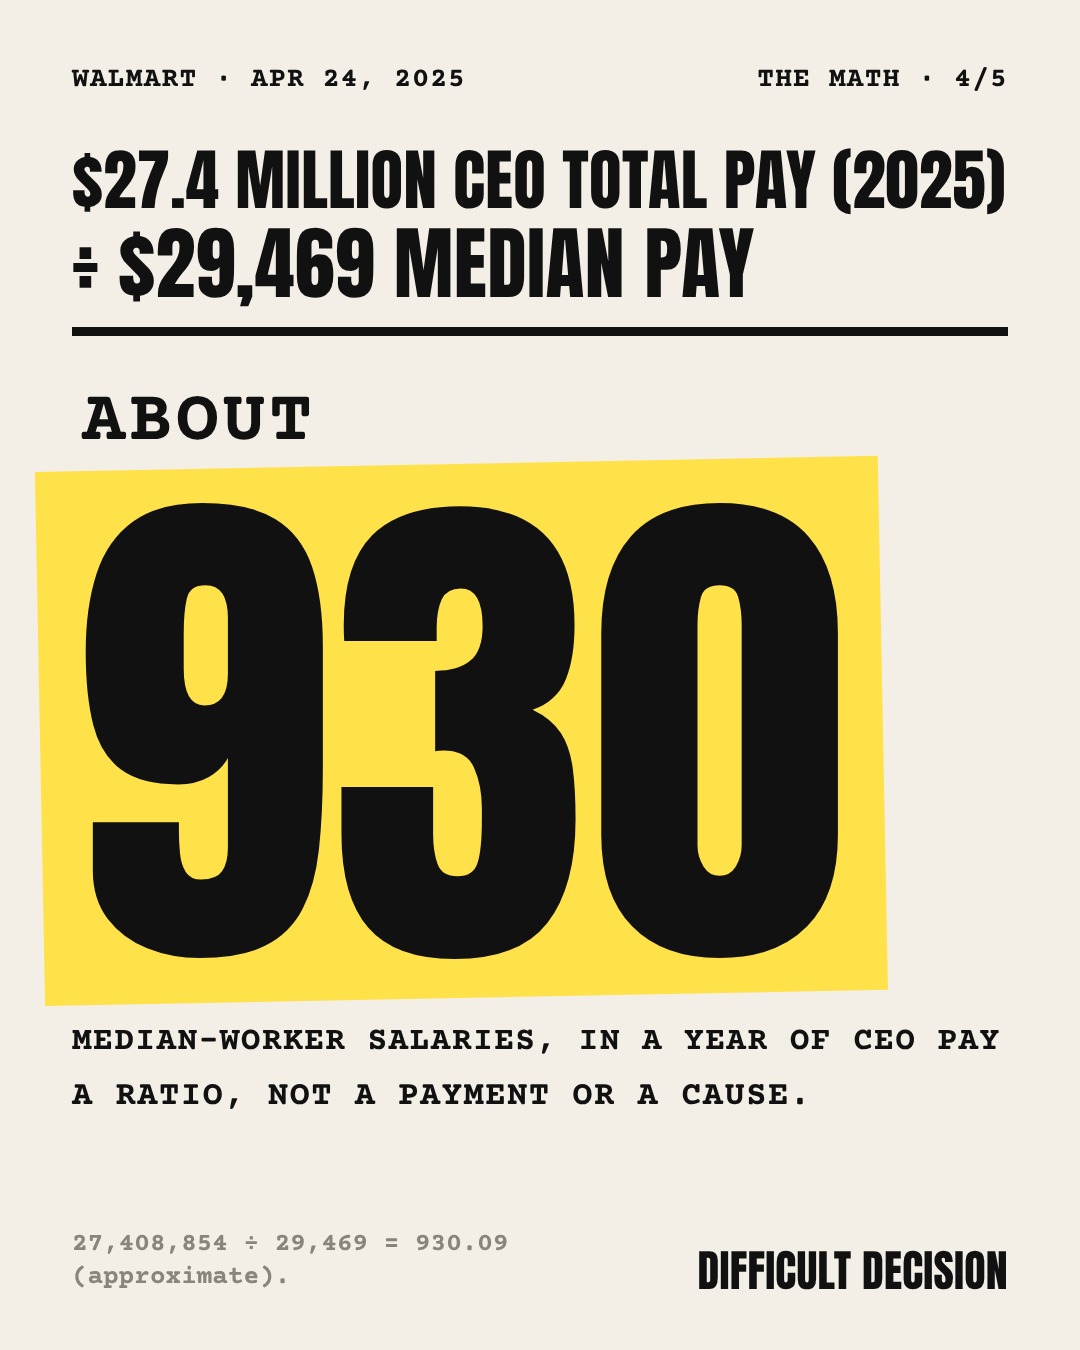 WALMART · APR 24, 2025
THE MATH · 4/5
$27.4 MILLION CEO TOTAL PAY (2025)
÷ $29,469 MEDIAN PAY
ABOUT
930
MEDIAN-WORKER SALARIES, IN A YEAR OF CEO PAY
A RATIO, NOT A PAYMENT OR A CAUSE.
27,408,854 ÷ 29,469 = 930.09
(approximate).
DIFFICULT DECISION